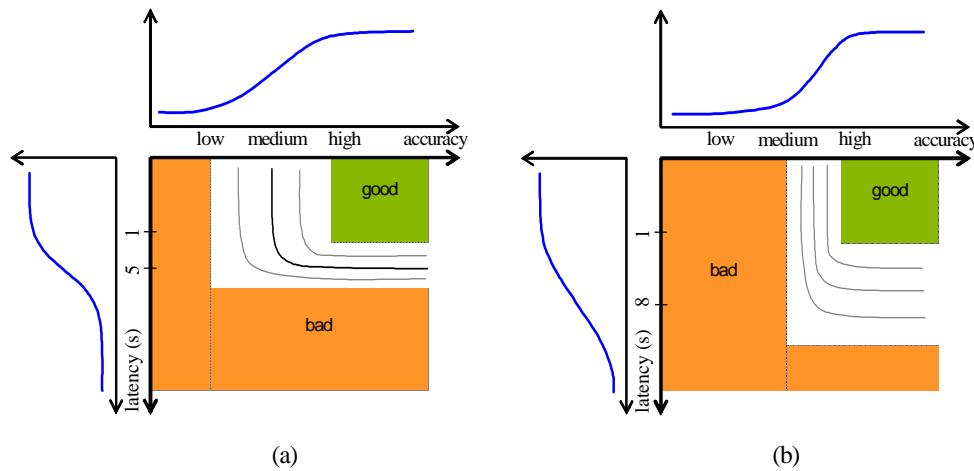 low medium high accuracy
good
bad
1
5
latency (s)
(a)
low medium high accuracy
good
bad
1
8
latency (s)
(b)